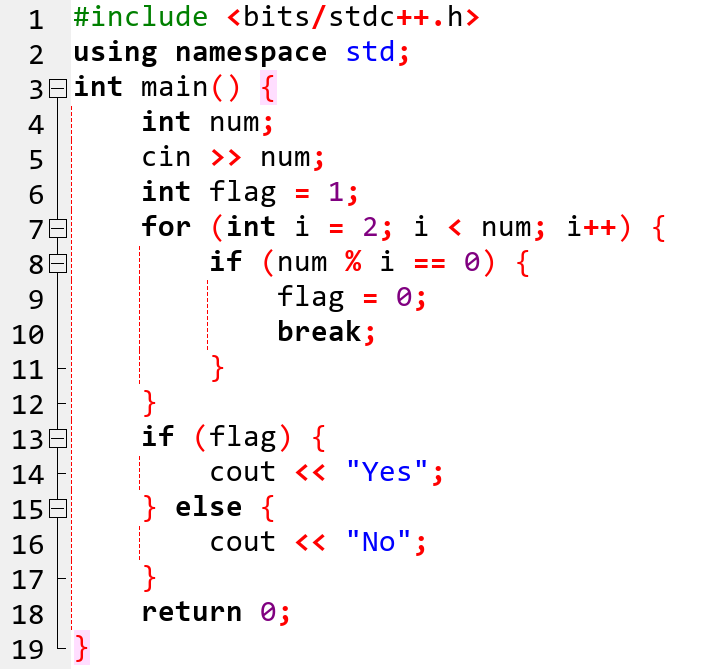 1 #include <bits/stdc++.h>
2 using namespace std;
3 int main() {
4     int num;
5     cin >> num;
6     int flag = 1;
7     for (int i = 2; i < num; i++) {
8         if (num % i == 0) {
9             flag = 0;
10             break;
11         }
12     }
13     if (flag) {
14         cout << "Yes";
15     } else {
16         cout << "No";
17     }
18     return 0;
19 }